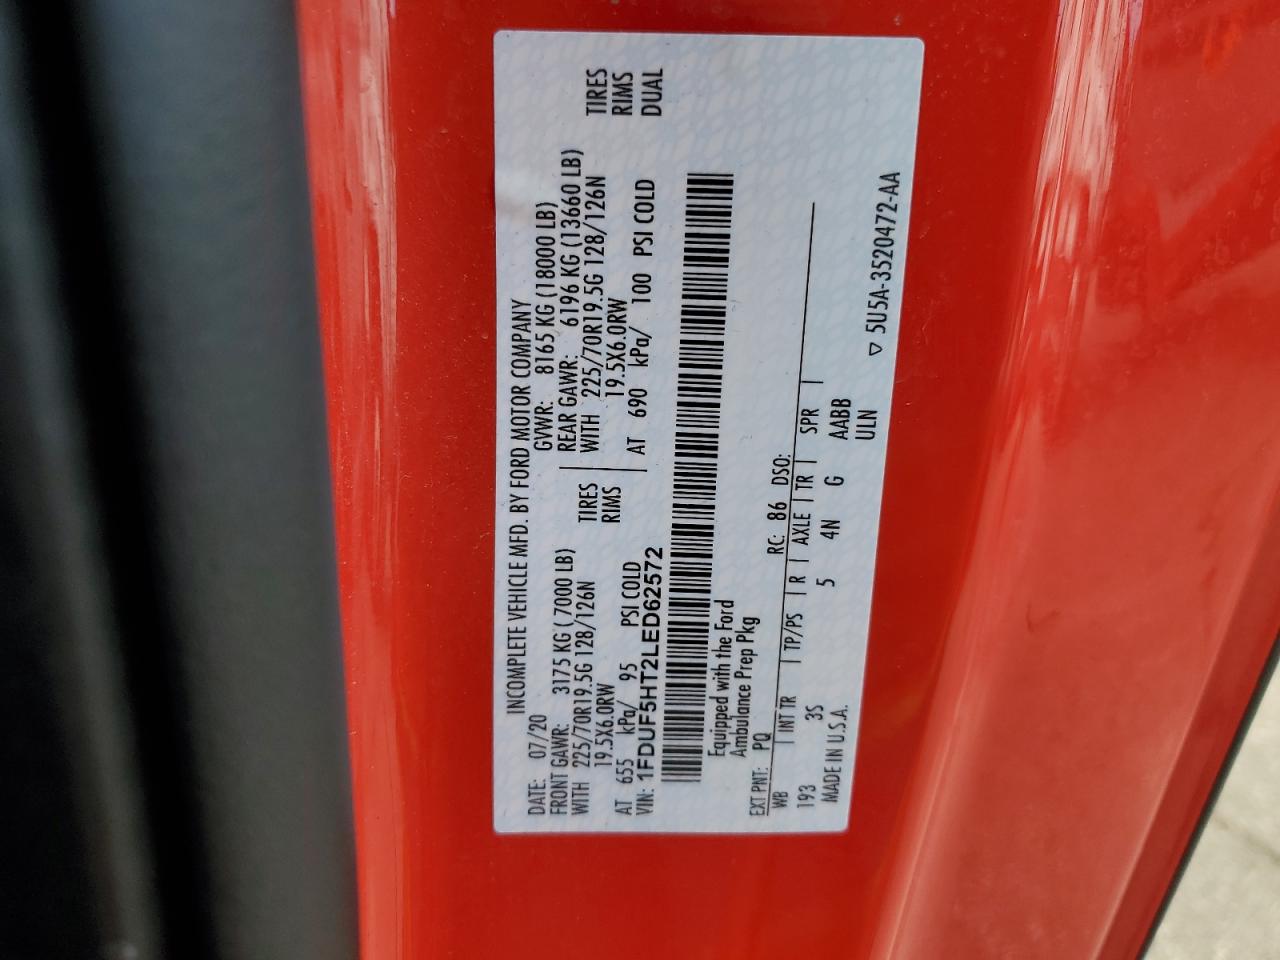 INCOMPLETE VEHICLE MFD. BY FORD MOTOR COMPANY
DATE: 07/20 GVWR: 8165 KG (18000 LB)
FRONT GAWR: 3175 KG (7000 LB) REAR GAWR: 6196 KG (13660 LB)
WITH 225/70R19.5G 128/126N TIRES WITH 225/70R19.5G 128/126N TIRES
19.5X6.0RW RIMS 19.5X6.0RW RIMS
AT 655 kPa/ 95 PSI COLD AT 690 kPa/ 100 PSI COLD DUAL
VIN: 1FDUF5HT2LED62572
Equipped with the Ford
Ambulance Prep Pkg
EXT PNT: PQ RC: 86 DSO:
WB INT TR TP/PS R AXLE TR SPR
193 3S 5 4N G AABB
MADE IN U.S.A. ULN
▽ 5U5A-3520472-AA